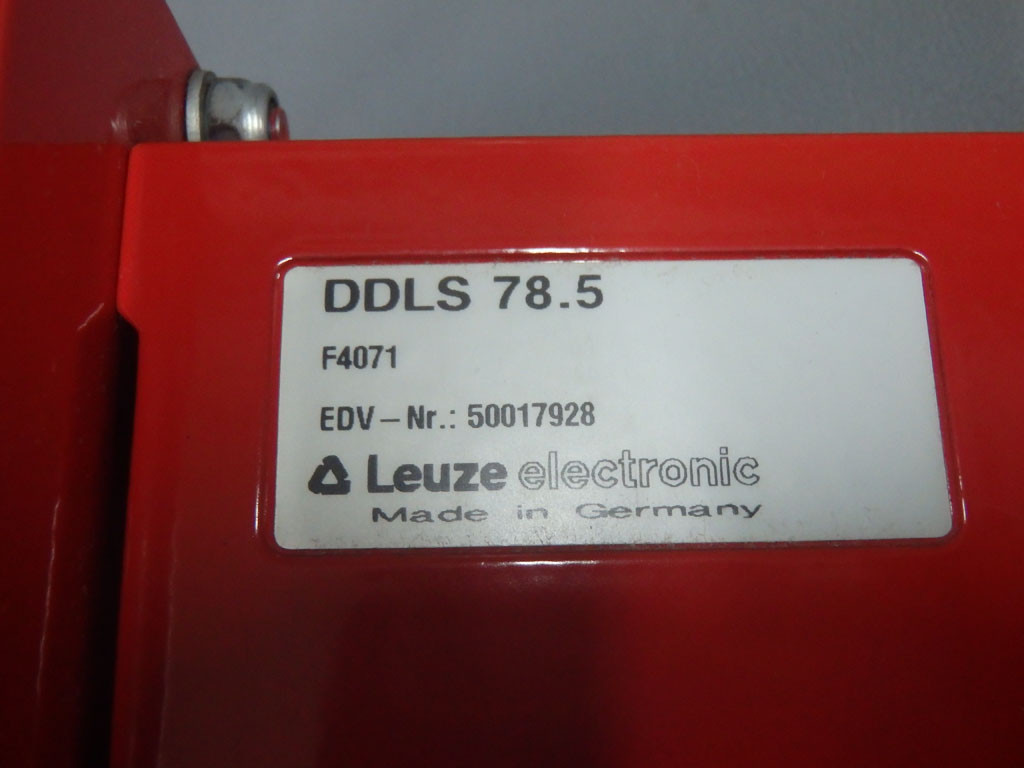 DDLS 78.5
F4071
EDV-Nr.: 50017928
Leuze electronic
Made in Germany